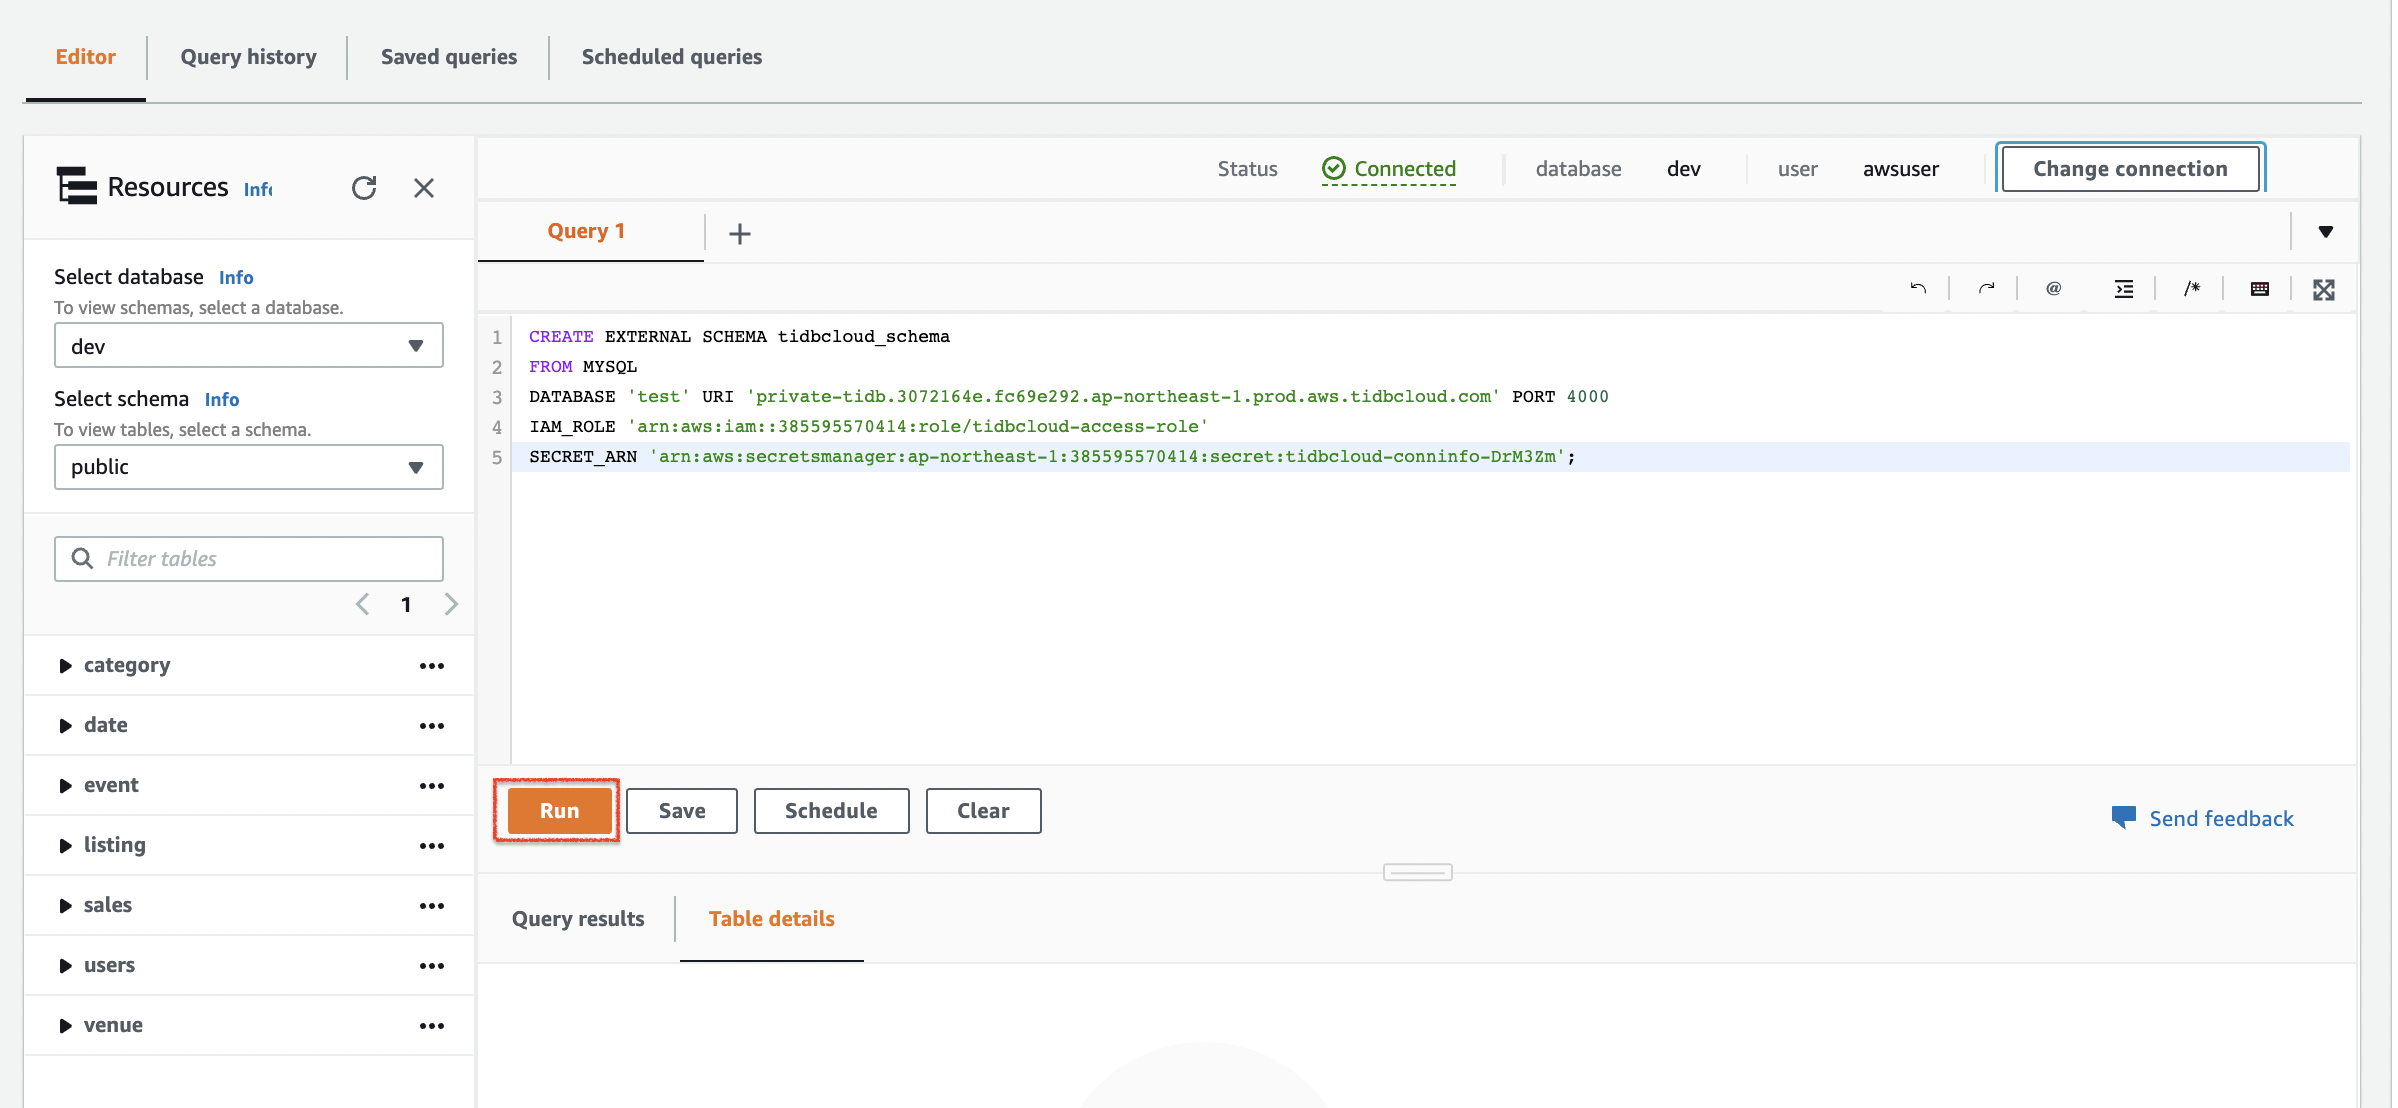 Editor
Query history
Saved queries
Scheduled queries
Resources
Status
Connected
database
dev
user
awsuser
Change connection
Query 1
Select database Info
To view schemas, select a database.
dev
Select schema Info
To view tables, select a schema.
public
Filter tables
1
category
date
event
listing
sales
users
venue
@
/*
1 CREATE EXTERNAL SCHEMA tidbcloud_schema
2 FROM MYSQL
3 DATABASE 'test' URI 'private-tidb.3072164e.fc69e292.ap-northeast-1.prod.aws.tidbcloud.com' PORT 4000
4 IAM_ROLE 'arn:aws:iam::385595570414:role/tidbcloud-access-role'
5 SECRET_ARN 'arn:aws:secretsmanager:ap-northeast-1:385595570414:secret:tidbcloud-conninfo-DrM3Zm';
Run
Save
Schedule
Clear
Send feedback
Query results
Table details